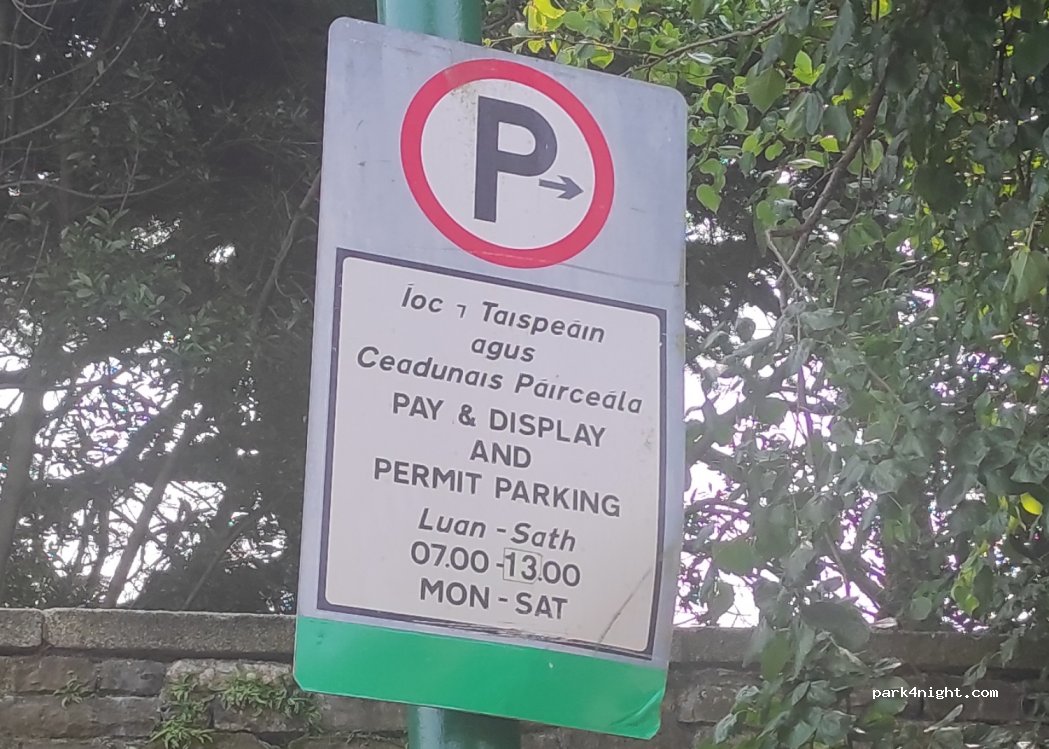 P
Íoc ⁊ Taispeáin
agus
Ceadunais Páirceála
PAY & DISPLAY
AND
PERMIT PARKING
Luan - Sath
07.00 - 13.00
MON - SAT
park4night.com